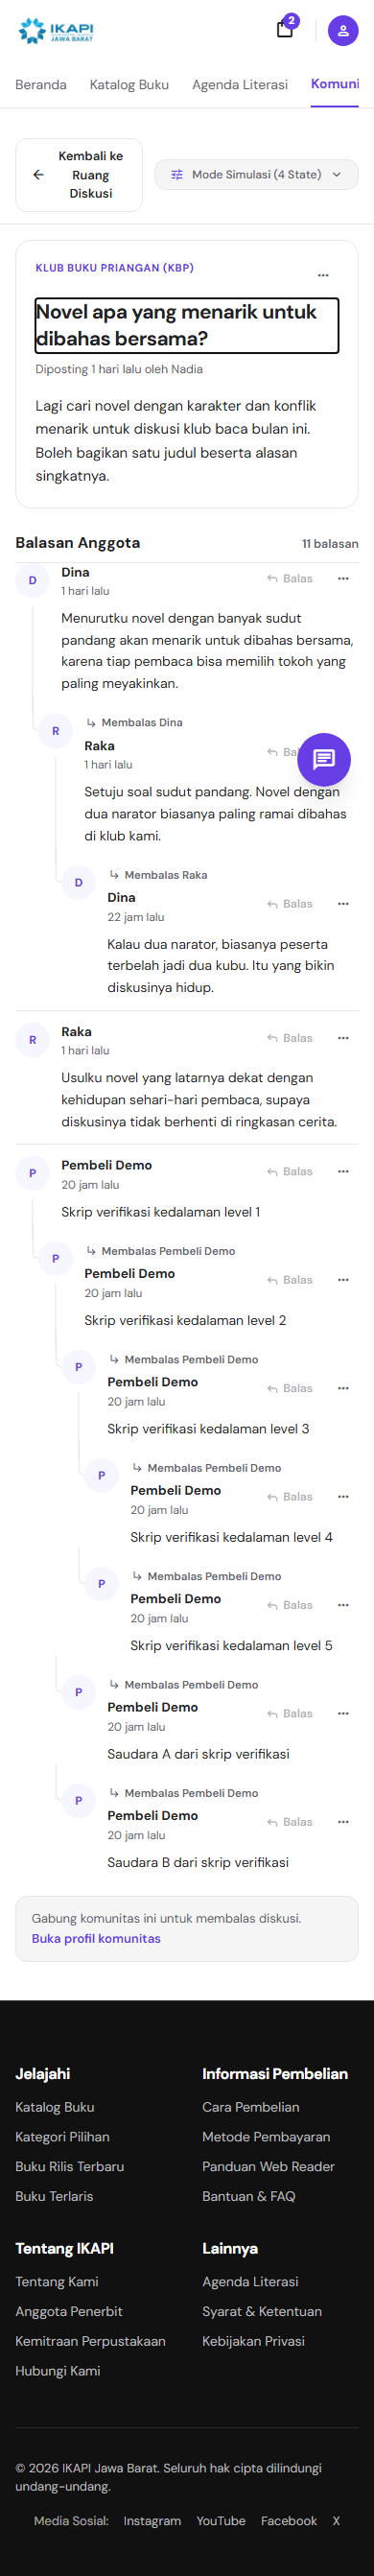 IKAPI
JAWA BARAT
2
Beranda
Katalog Buku
Agenda Literasi
Komuni
Kembali ke
Ruang
Diskusi
Mode Simulasi (4 State)
KLUB BUKU PRIANGAN (KBP)
Novel apa yang menarik untuk
dibahas bersama?
Diposting 1 hari lalu oleh Nadia
Lagi cari novel dengan karakter dan konflik
menarik untuk diskusi klub baca bulan ini.
Boleh bagikan satu judul beserta alasan
singkatnya.
Balasan Anggota
11 balasan
D
Dina
Balas
1 hari lalu
Menurutku novel dengan banyak sudut
pandang akan menarik untuk dibahas bersama,
karena tiap pembaca bisa memilih tokoh yang
paling meyakinkan.
R
Membalas Dina
Raka
1 hari lalu
Setuju soal sudut pandang. Novel dengan
dua narator biasanya paling ramai dibahas
di klub kami.
D
Membalas Raka
Dina
Balas
22 jam lalu
Kalau dua narator, biasanya peserta
terbelah jadi dua kubu. Itu yang bikin
diskusinya hidup.
R
Raka
Balas
1 hari lalu
Usulku novel yang latarnya dekat dengan
kehidupan sehari-hari pembaca, supaya
diskusinya tidak berhenti di ringkasan cerita.
P
Pembeli Demo
Balas
20 jam lalu
Skrip verifikasi kedalaman level 1
P
Membalas Pembeli Demo
Pembeli Demo
Balas
20 jam lalu
Skrip verifikasi kedalaman level 2
P
Membalas Pembeli Demo
Pembeli Demo
Balas
20 jam lalu
Skrip verifikasi kedalaman level 3
P
Membalas Pembeli Demo
Pembeli Demo
Balas
20 jam lalu
Skrip verifikasi kedalaman level 4
P
Membalas Pembeli Demo
Pembeli Demo
Balas
20 jam lalu
Skrip verifikasi kedalaman level 5
P
Membalas Pembeli Demo
Pembeli Demo
Balas
20 jam lalu
Saudara A dari skrip verifikasi
P
Membalas Pembeli Demo
Pembeli Demo
Balas
20 jam lalu
Saudara B dari skrip verifikasi
Gabung komunitas ini untuk membalas diskusi.
Buka profil komunitas
Jelajahi
Katalog Buku
Kategori Pilihan
Buku Rilis Terbaru
Buku Terlaris
Informasi Pembelian
Cara Pembelian
Metode Pembayaran
Panduan Web Reader
Bantuan & FAQ
Tentang IKAPI
Tentang Kami
Anggota Penerbit
Kemitraan Perpustakaan
Hubungi Kami
Lainnya
Agenda Literasi
Syarat & Ketentuan
Kebijakan Privasi
© 2026 IKAPI Jawa Barat. Seluruh hak cipta dilindungi
undang-undang.
Media Sosial:
Instagram
YouTube
Facebook
X